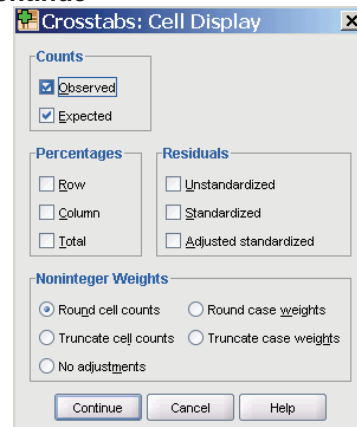 Crosstabs: Cell Display
Counts
Observed
Expected
Percentages
Row
Column
Total
Residuals
Unstandardized
Standardized
Adjusted standardized
Noninteger Weights
Round cell counts Round case weights
Truncate cell counts Truncate case weights
No adjustments
Continue Cancel Help